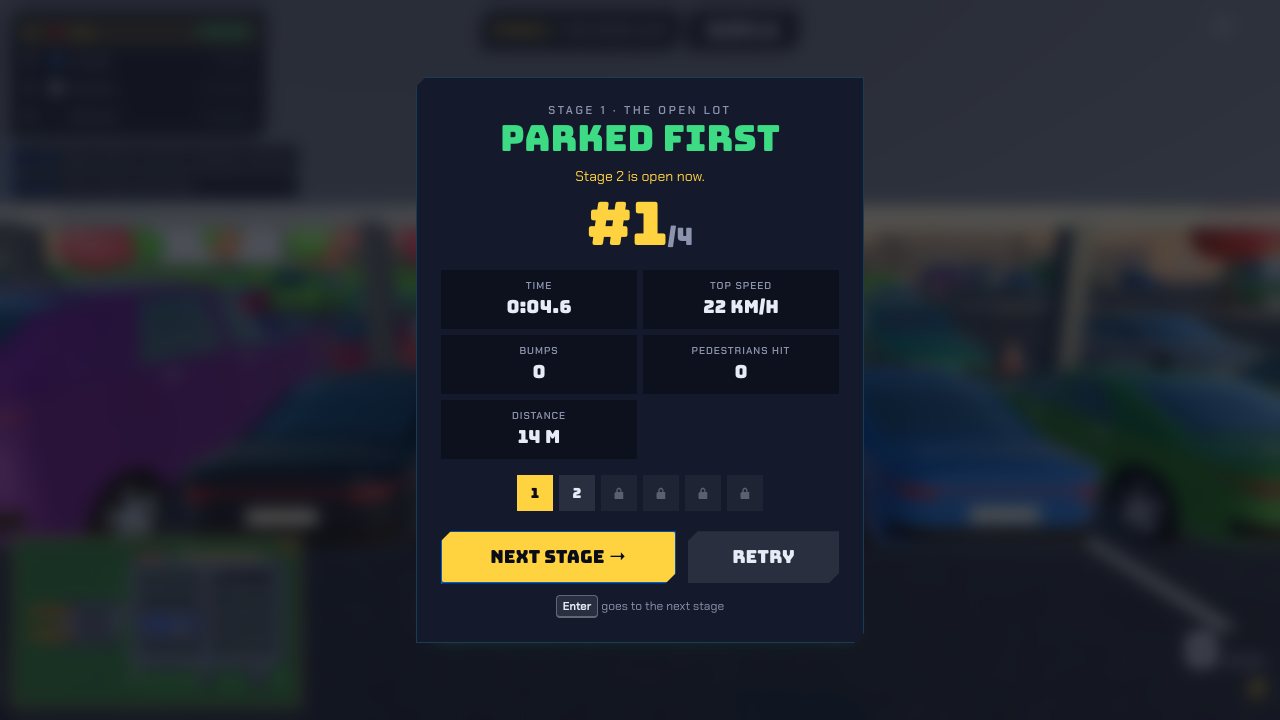 STAGE 1 · THE OPEN LOT
PARKED FIRST
Stage 2 is open now.
#1/4
TIME
0:04.6
TOP SPEED
22 KM/H
BUMPS
0
PEDESTRIANS HIT
0
DISTANCE
14 M
1 2
NEXT STAGE →
RETRY
Enter goes to the next stage